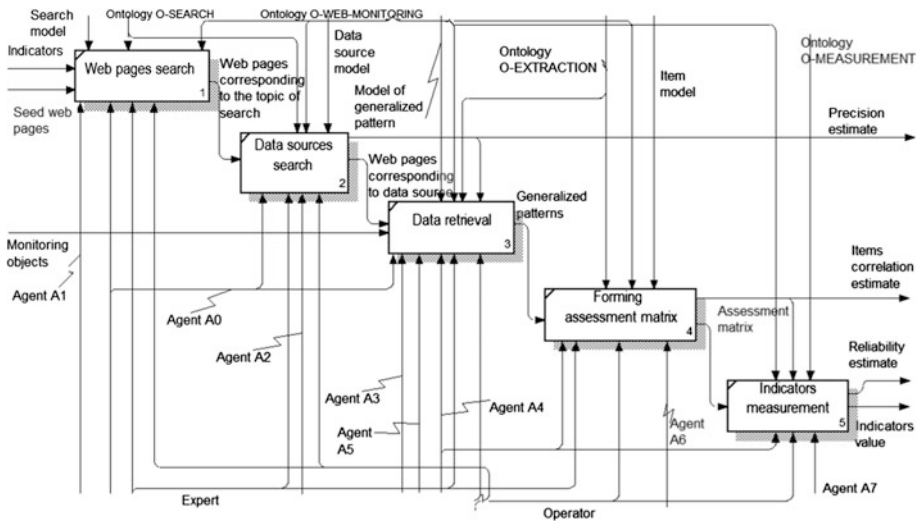 Search
model
Ontology O-SEARCH
Ontology O-WEB-MONITORING
Indicators
Web pages search
1
Seed web
pages
Web pages
corresponding
to the topic of
search
Data
source
model
Model of
generalized
pattern
Ontology
O-EXTRACTION
Item
model
Ontology
O-MEASUREMENT
Data sources
search
2
Precision
estimate
Web pages
corresponding
to data source
Data retrieval
3
Generalized
patterns
Monitoring
objects
Agent A1
Agent A0
Agent A2
Agent A3
Agent
A5
Agent A4
Forming
assessment matrix
4
Items
correlation
estimate
Assessment
matrix
Agent
A6
Indicators
measurement
5
Reliability
estimate
Indicators
value
Agent A7
Expert
Operator